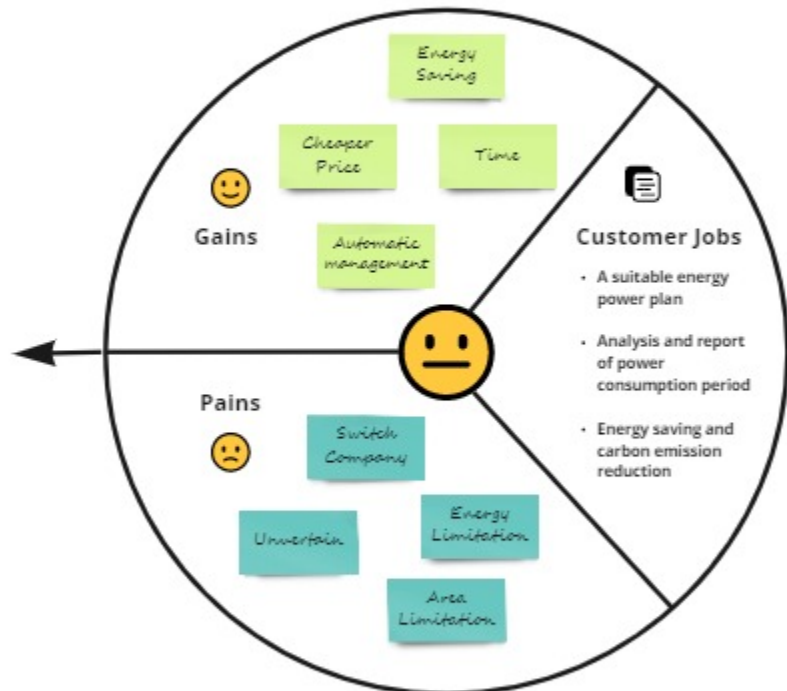 Energy
Saving
Cheaper
Price
Time
Gains
Automatic
management
Customer Jobs
• A suitable energy
power plan
• Analysis and report
of power
consumption period
• Energy saving and
carbon emission
reduction
Pains
Switch
Company
Unvertain
Energy
Limitation
Area
Limitation